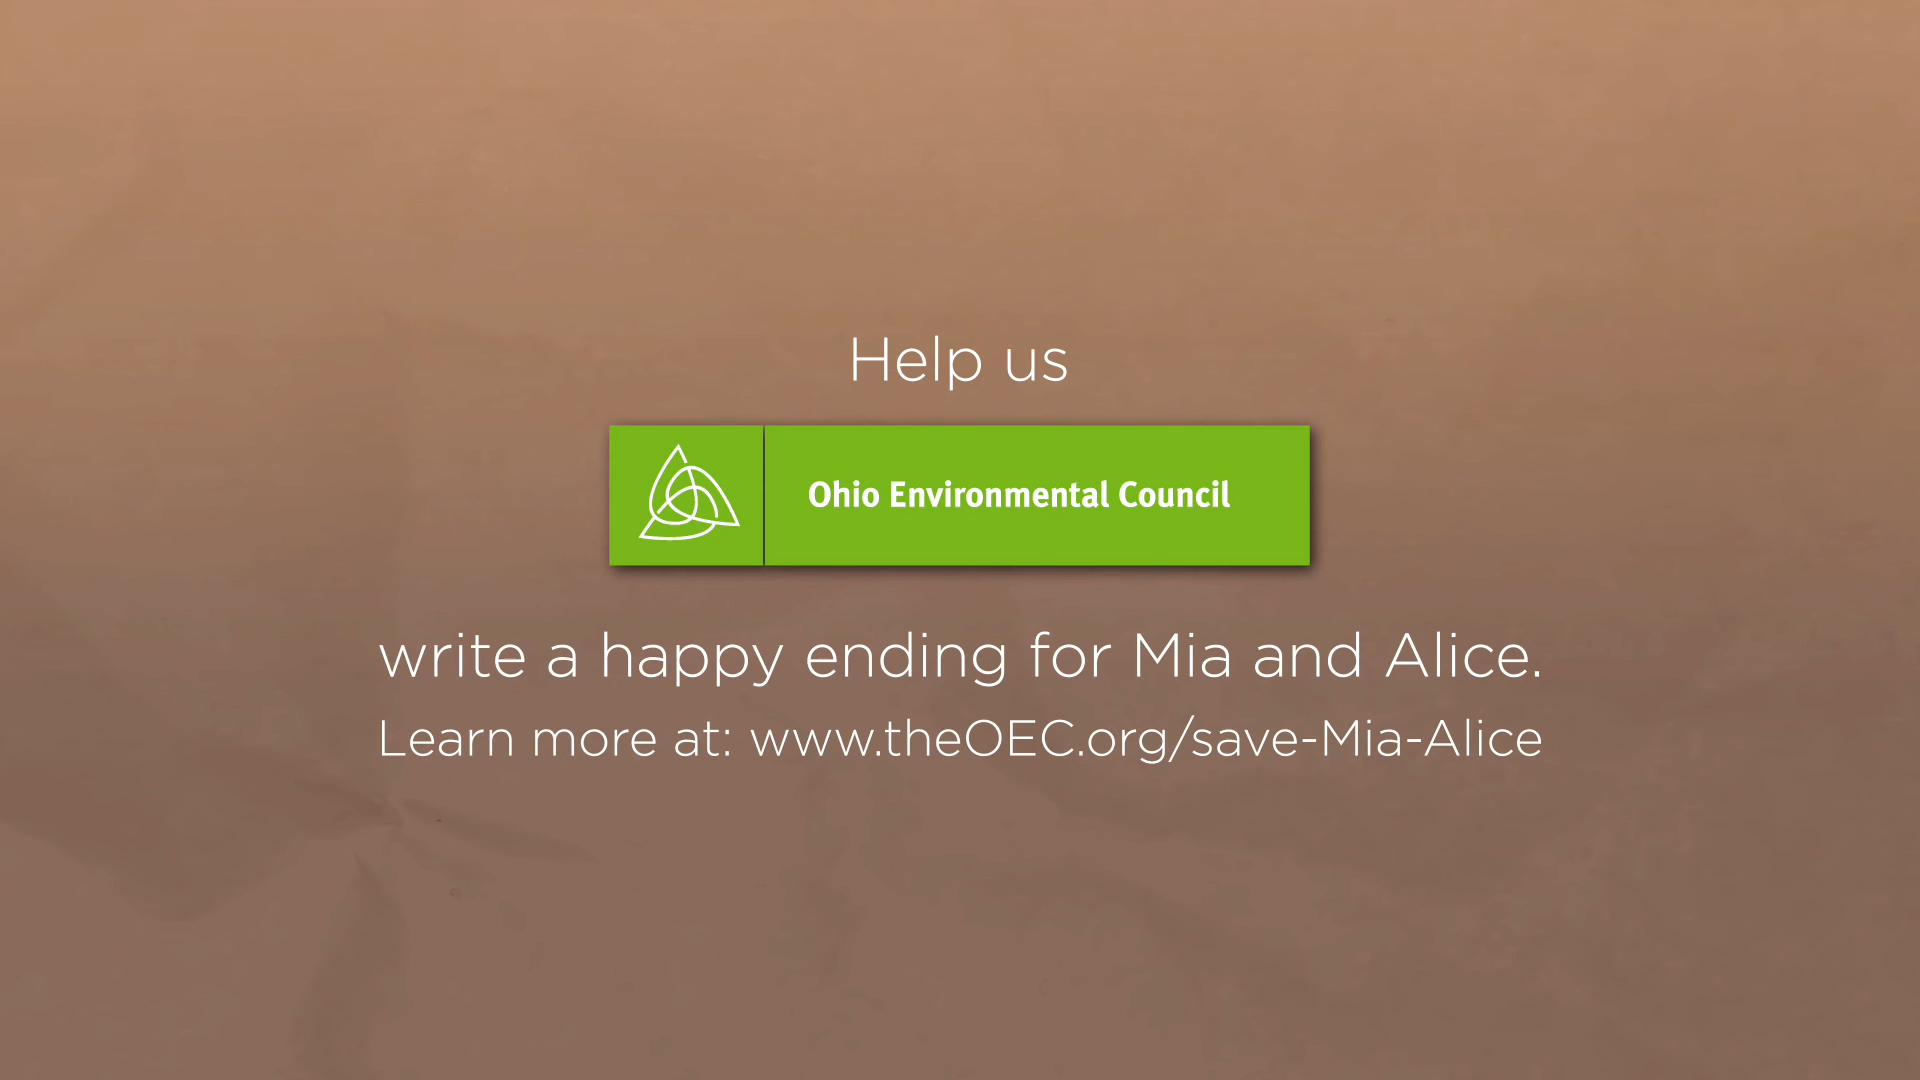 Help us
Ohio Environmental Council
write a happy ending for Mia and Alice.
Learn more at: www.theOEC.org/save-Mia-Alice